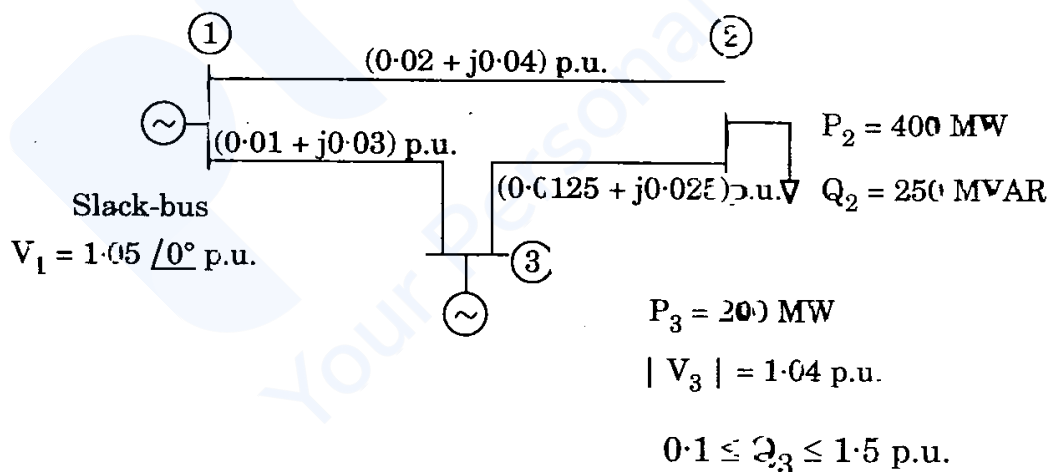 1
2
(0·02 + j0·04) p.u.
(0·01 + j0·03) p.u.
P2 = 400 MW
(0·0125 + j0·025) p.u.
Q2 = 250 MVAR
Slack-bus
V1 = 1·05 /0° p.u.
3
P3 = 200 MW
| V3 | = 1·04 p.u.
0·1 ≤ Q3 ≤ 1·5 p.u.
Your Persona